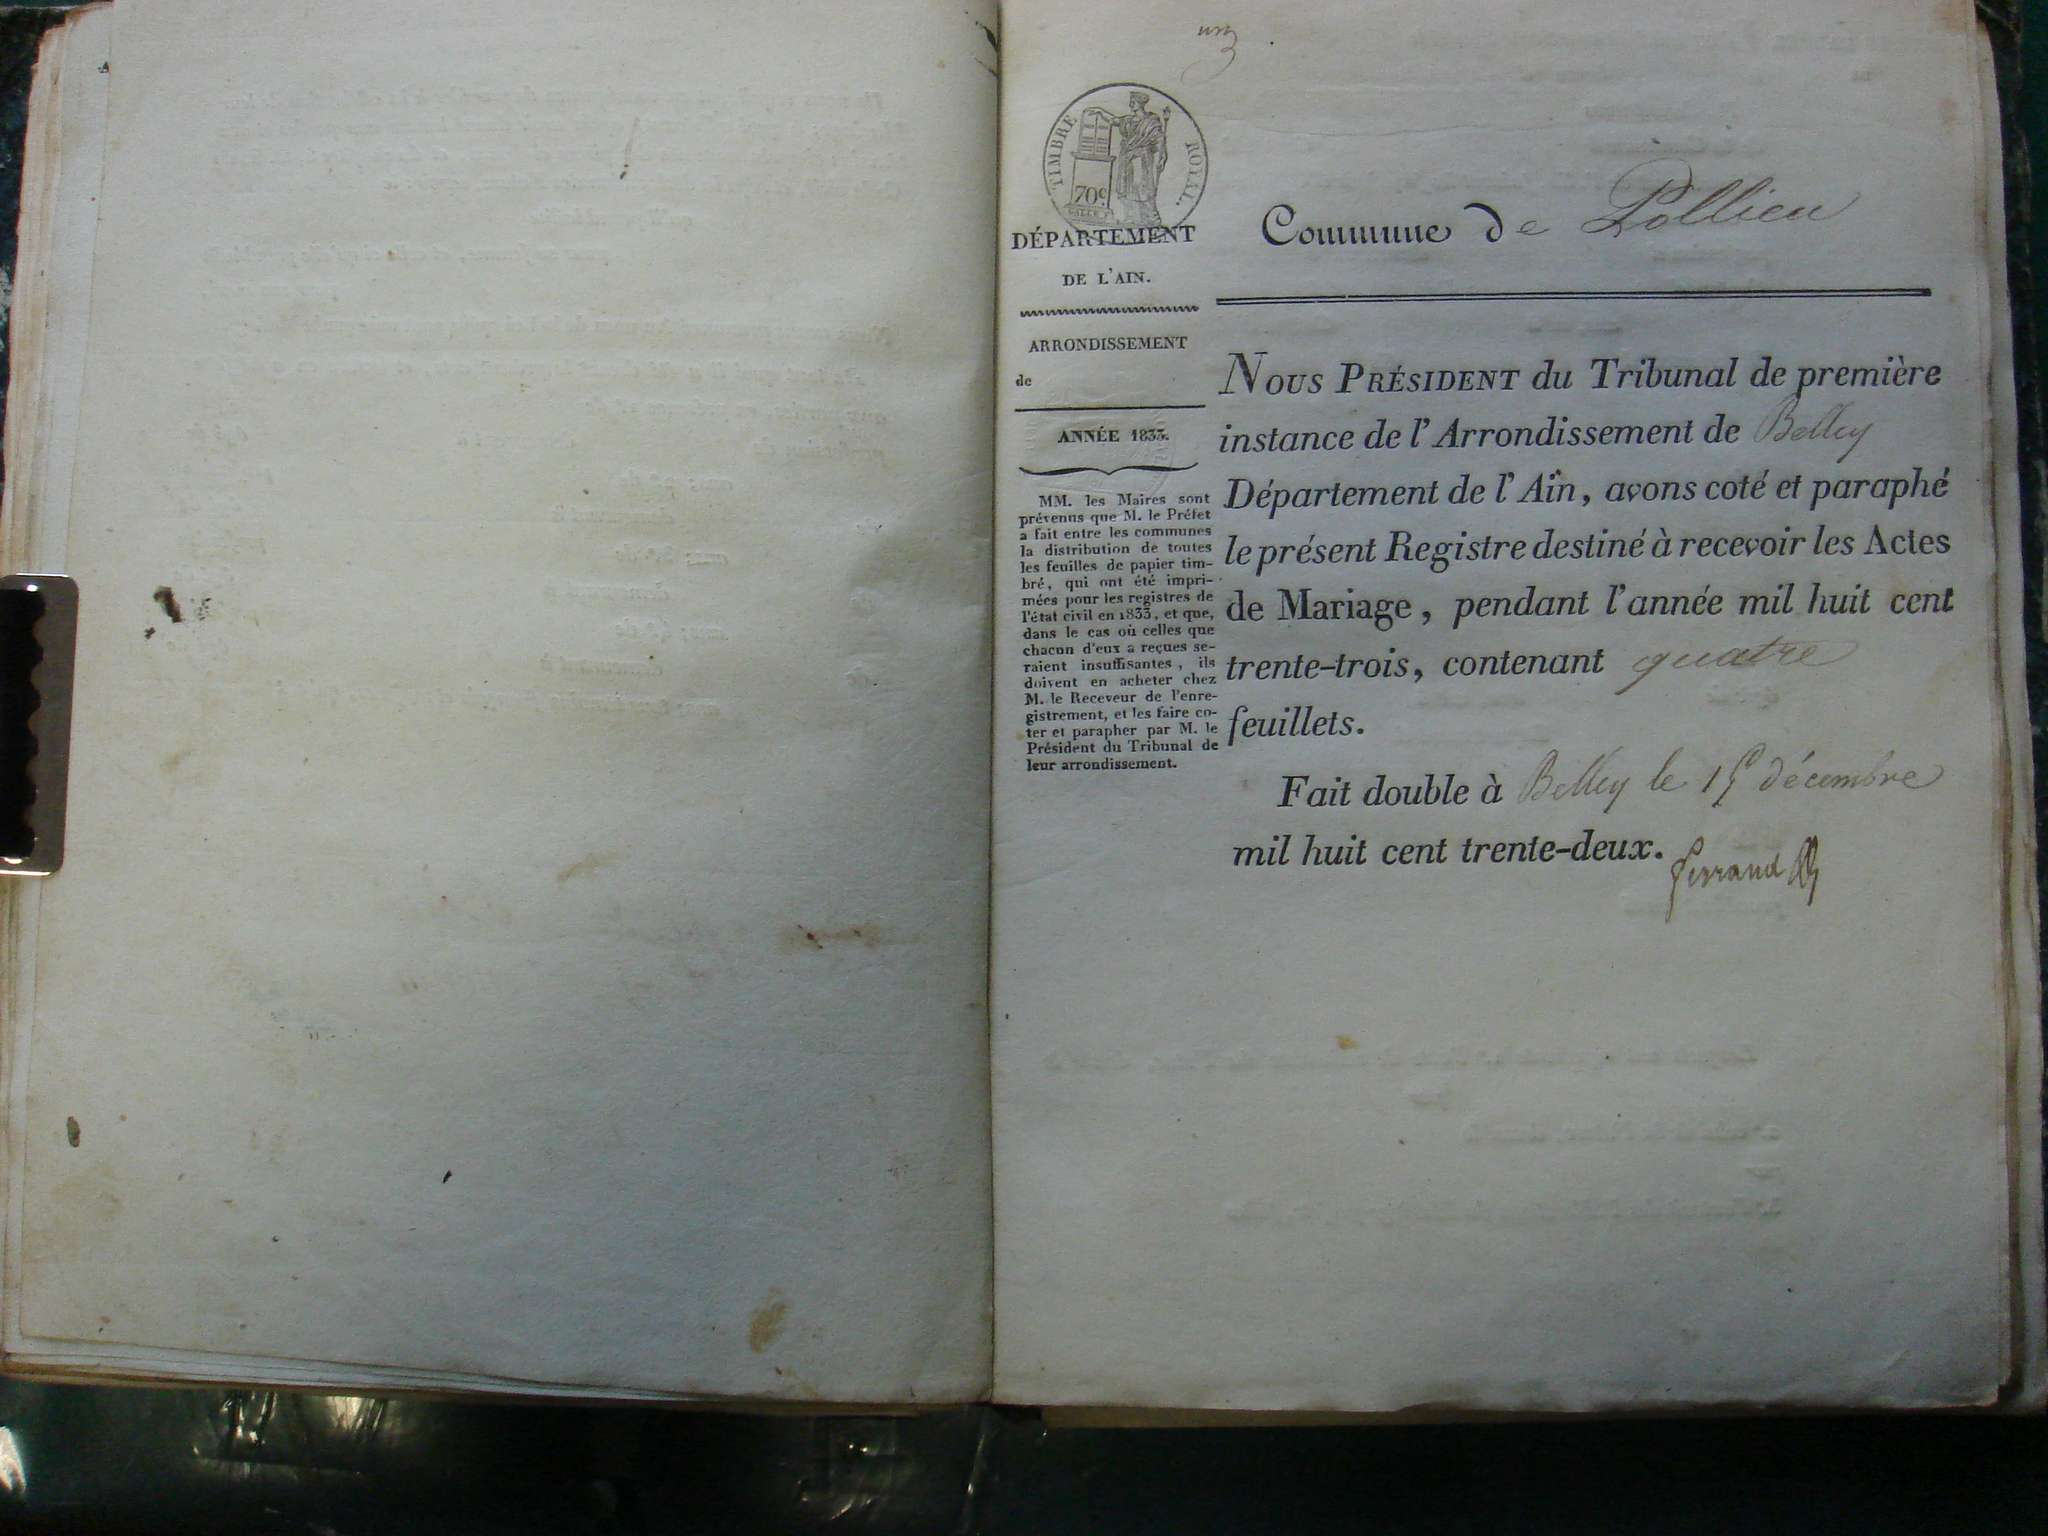 TIMBRE ROYAL.
70 c
DÉPARTEMENT
DE L'AIN.
ARRONDISSEMENT
de
ANNÉE 1833.
MM. les Maires sont
prévenus que M. le Préfet
a fait entre les communes
la distribution de toutes
les feuilles de papier tim-
bré, qui ont été impri-
mées pour les registres de
l'état civil en 1833, et que,
dans le cas où celles que
chacun d'eux a reçues se-
raient insuffisantes, ils
doivent en acheter chez
M. le Receveur de l'enre-
gistrement, et les faire co-
ter et parapher par M. le
Président du Tribunal de
leur arrondissement.
Commune de Pollieu
NOUS PRÉSIDENT du Tribunal de première
instance de l'Arrondissement de Belley
Département de l'Ain, avons coté et paraphé
le présent Registre destiné à recevoir les Actes
de Mariage, pendant l'année mil huit cent
trente-trois, contenant quatre
feuillets.
Fait double à Belley le 15 décembre
mil huit cent trente-deux.
Ferrand